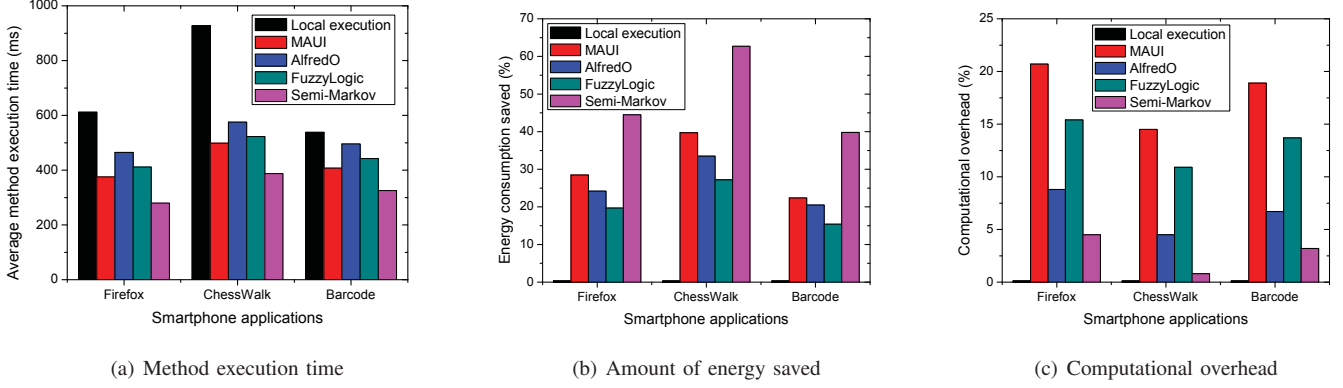 1000
800
600
400
200
0
Average method execution time (ms)
Local execution
MAUI
AlfredO
FuzzyLogic
Semi-Markov
Firefox ChessWalk Barcode
Smartphone applications
(a) Method execution time
70
60
50
40
30
20
10
0
Energy consumption saved (%)
Local execution
MAUI
AlfredO
FuzzyLogic
Semi-Markov
Firefox ChessWalk Barcode
Smartphone applications
(b) Amount of energy saved
25
20
15
10
5
0
Computational overhead (%)
Local execution
MAUI
AlfredO
FuzzyLogic
Semi-Markov
Firefox ChessWalk Barcode
Smartphone applications
(c) Computational overhead